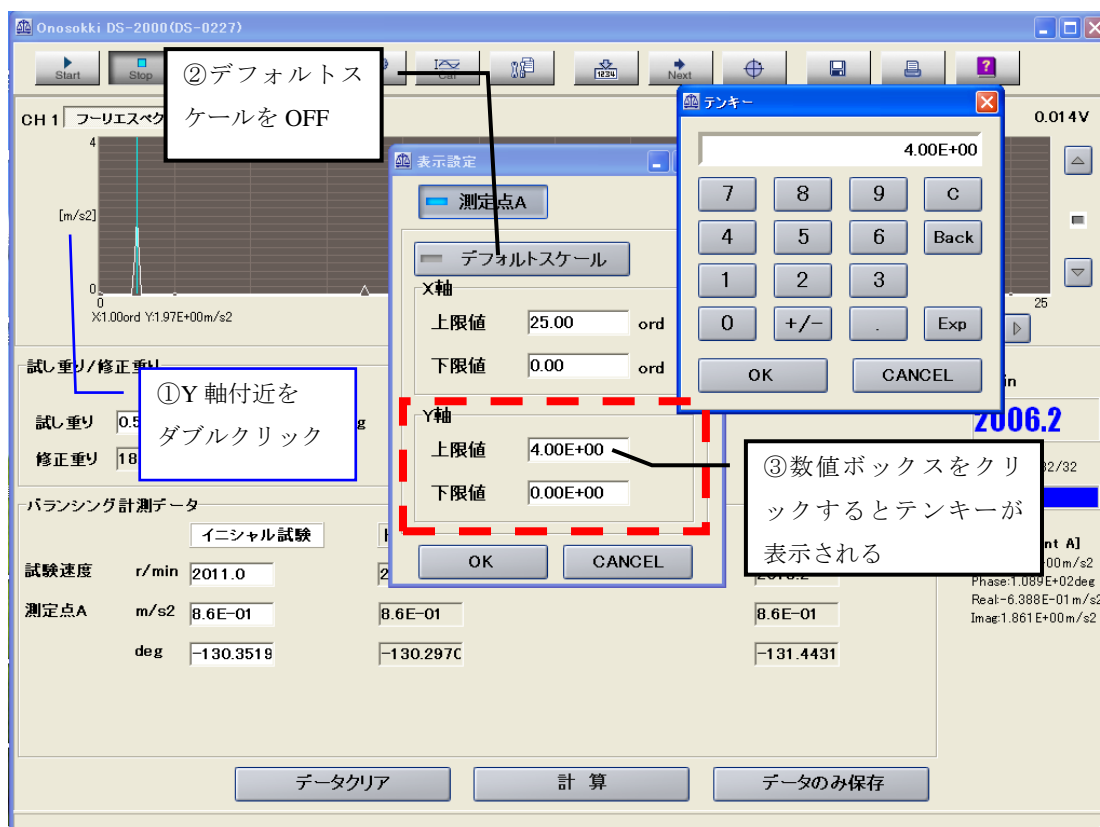 Onosokki DS-2000(DS-0227)
Start
Stop
Cal
1234
Next
?
②デフォルトス
ケールを OFF
CH 1
フーリエスペク
0.014V
4
[m/s2]
0
0
25
X1.00ord Y:1.97E+00m/s2
表示設定
測定点A
デフォルトスケール
X軸
上限値 25.00 ord
下限値 0.00 ord
Y軸
上限値 4.00E+00
下限値 0.00E+00
OK CANCEL
テンキー
4.00E+00
7 8 9 C
4 5 6 Back
1 2 3
0 +/- . Exp
OK CANCEL
試し重り/修正重り
①Y 軸付近を
ダブルクリック
試し重り 0.5
修正重り 18
2006.2
32/32
③数値ボックスをクリ
ックするとテンキーが
表示される
バランシング計測データ
イニシャル試験
試験速度 r/min 2011.0
測定点A m/s2 8.6E-01 8.6E-01 8.6E-01
deg -130.3519 -130.2970 -131.4431
nt A]
00m/s2
Phase:1.089E+02deg
Real:-6.388E-01m/s2
Imag:1.861E+00m/s2
データクリア 計 算 データのみ保存